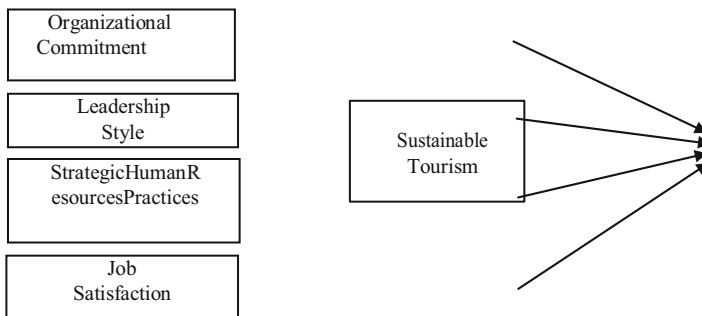 Organizational
Commitment
Leadership
Style
StrategicHumanR
esourcesPractices
Job
Satisfaction
Sustainable
Tourism